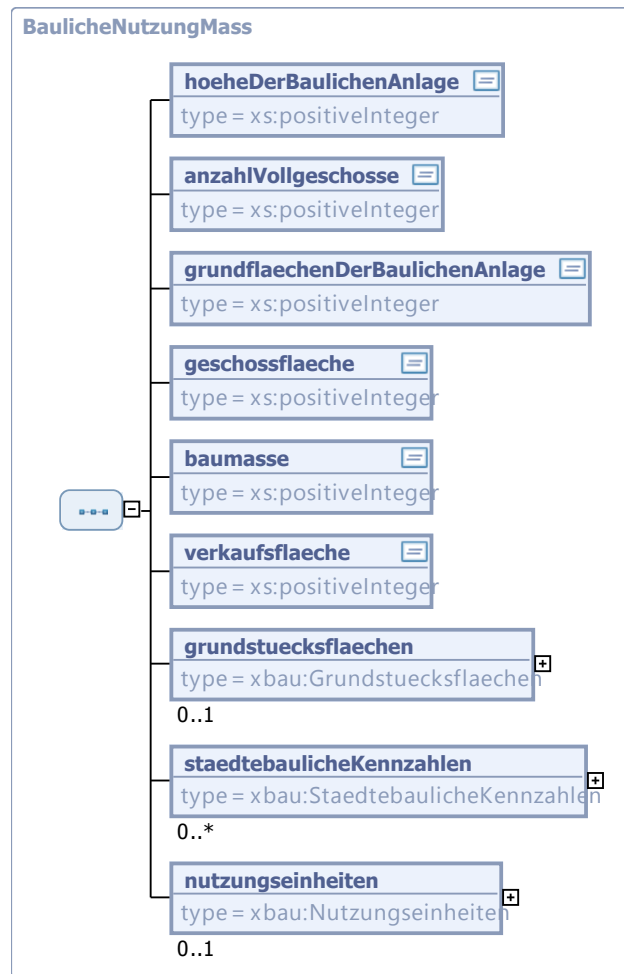 BaulicheNutzungMass
hoeheDerBaulichenAnlage
type = xs:positiveInteger
anzahlVollgeschosse
type = xs:positiveInteger
grundflaechenDerBaulichenAnlage
type = xs:positiveInteger
geschossflaeche
type = xs:positiveInteger
baumasse
type = xs:positiveInteger
verkaufsflaeche
type = xs:positiveInteger
grundstuecksflaechen
type = xbau:Grundstuecksflaechen
0..1
staedtebaulicheKennzahlen
type = xbau:StaedtebaulicheKennzahlen
0..*
nutzungseinheiten
type = xbau:Nutzungseinheiten
0..1